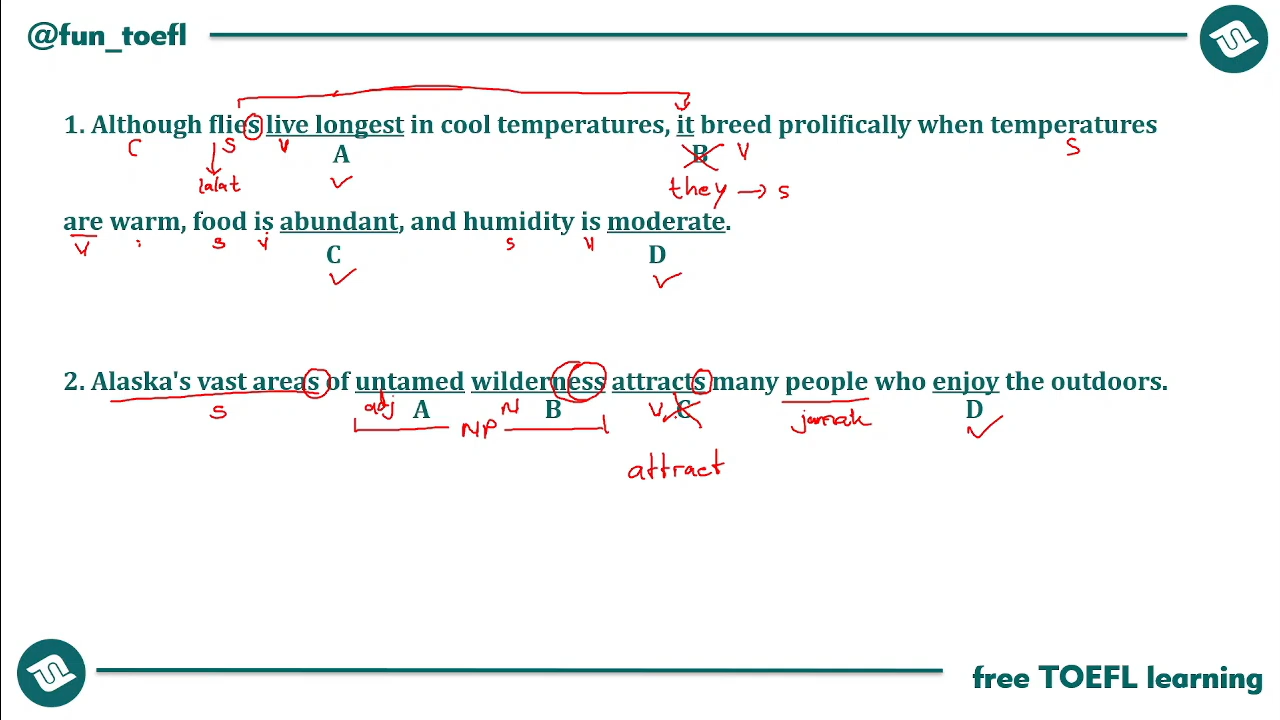 @fun_toefl
1. Although flies live longest in cool temperatures, it breed prolifically when temperatures
C S V A B V S
lalat they → s
are warm, food is abundant, and humidity is moderate.
V S V C S V D
2. Alaska's vast areas of untamed wilderness attracts many people who enjoy the outdoors.
S adj A N B V C jamak D
NP
attract
free TOEFL learning